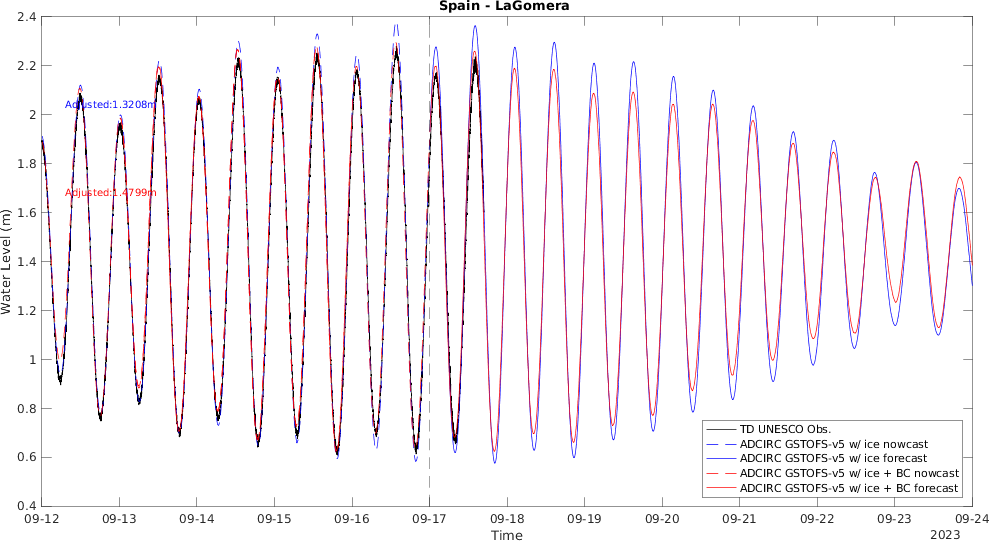 Spain - LaGomera
2.4
2.2
2
1.8
1.6
1.4
1.2
1
0.8
0.6
0.4
Water Level (m)
Adjusted:1.3208m
Adjusted:1.4799m
TD UNESCO Obs.
ADCIRC GSTOFS-v5 w/ ice nowcast
ADCIRC GSTOFS-v5 w/ ice forecast
ADCIRC GSTOFS-v5 w/ ice + BC nowcast
ADCIRC GSTOFS-v5 w/ ice + BC forecast
09-12 09-13 09-14 09-15 09-16 09-17 09-18 09-19 09-20 09-21 09-22 09-23 09-24
Time
2023